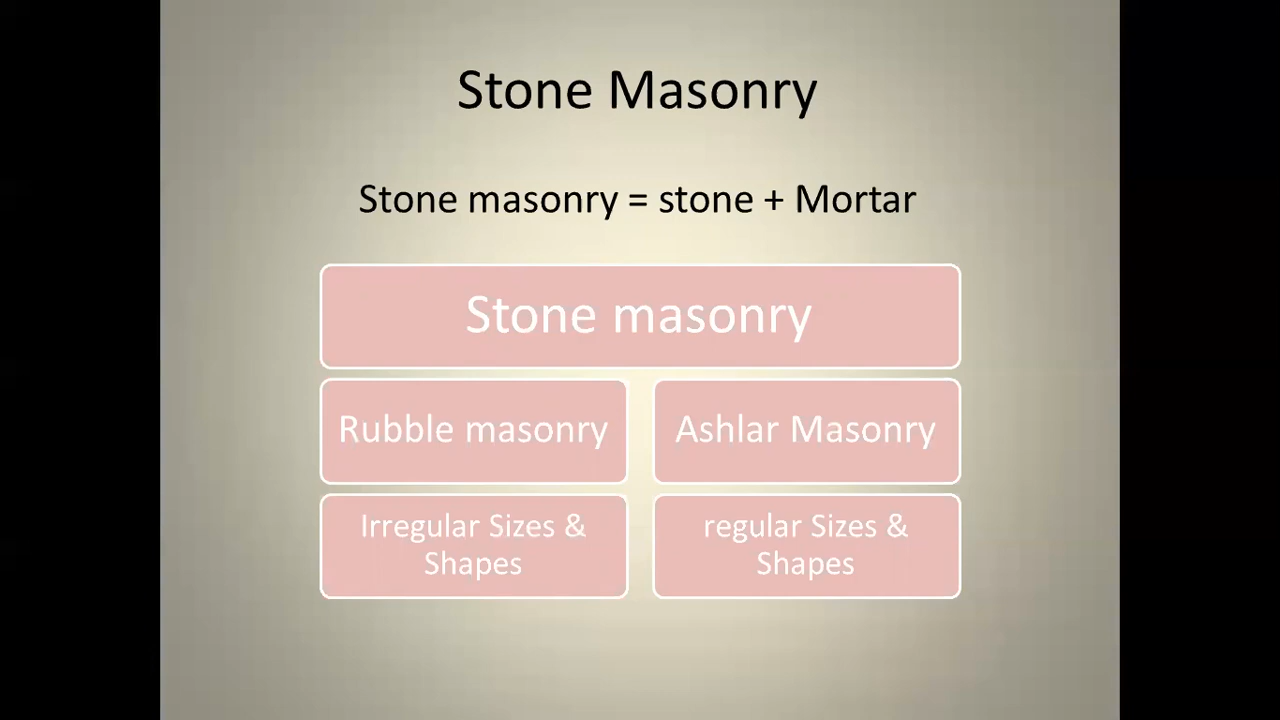 Stone Masonry
Stone masonry = stone + Mortar
Stone masonry
Rubble masonry
Ashlar Masonry
Irregular Sizes &
Shapes
regular Sizes &
Shapes